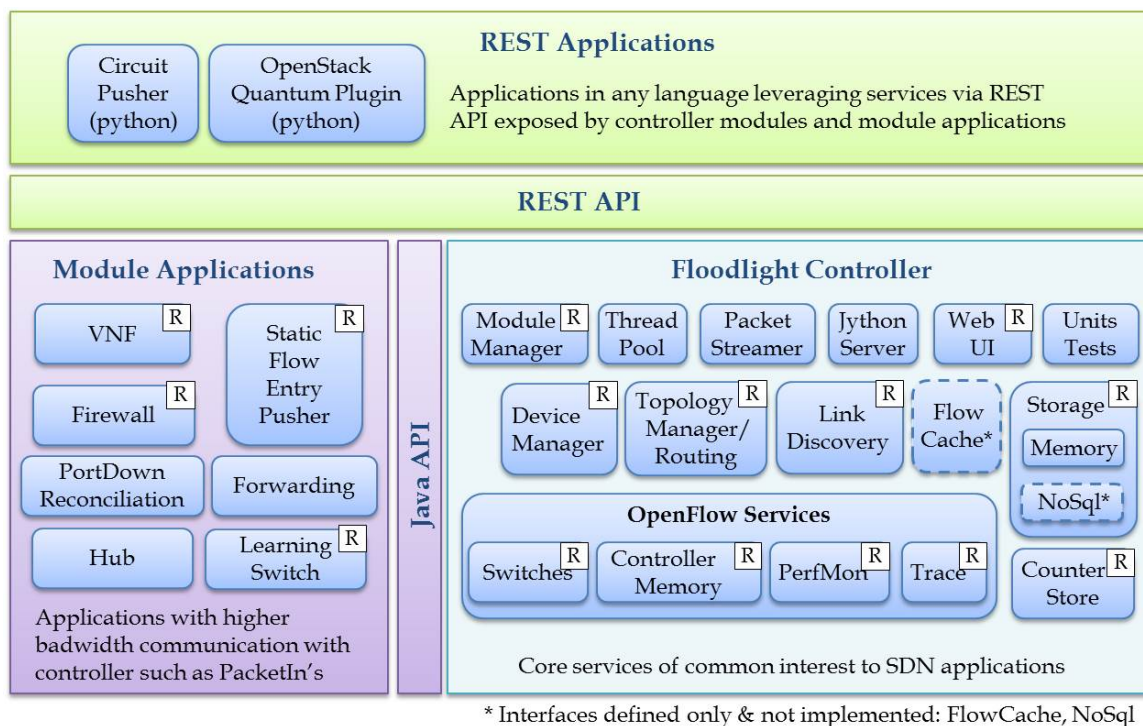 REST Applications
Circuit
Pusher
(python)
OpenStack
Quantum Plugin
(python)
Applications in any language leveraging services via REST
API exposed by controller modules and module applications
REST API
Module Applications
VNF
R
Static
Flow
Entry
Pusher
R
Firewall
R
PortDown
Reconciliation
Forwarding
Hub
Learning
Switch
R
Applications with higher
badwidth communication with
controller such as PacketIn's
Java API
Floodlight Controller
Module
Manager
R
Thread
Pool
Packet
Streamer
Jython
Server
Web
UI
R
Units
Tests
Device
Manager
R
Topology
Manager/
Routing
R
Link
Discovery
R
Flow
Cache*
Storage
R
Memory
NoSql*
OpenFlow Services
Switches
R
Controller
Memory
R
PerfMon
R
Trace
R
Counter
Store
R
Core services of common interest to SDN applications
* Interfaces defined only & not implemented: FlowCache, NoSql